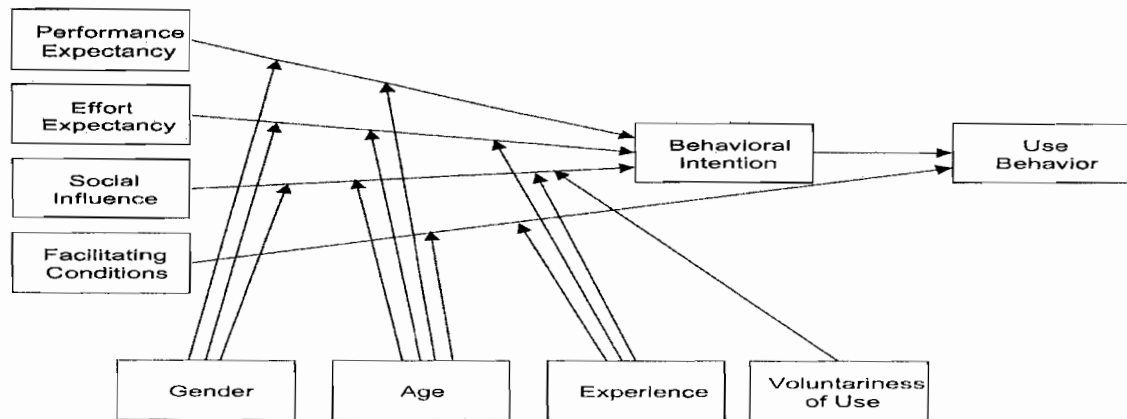 Performance
Expectancy
Effort
Expectancy
Social
Influence
Facilitating
Conditions
Behavioral
Intention
Use
Behavior
Gender
Age
Experience
Voluntariness
of Use